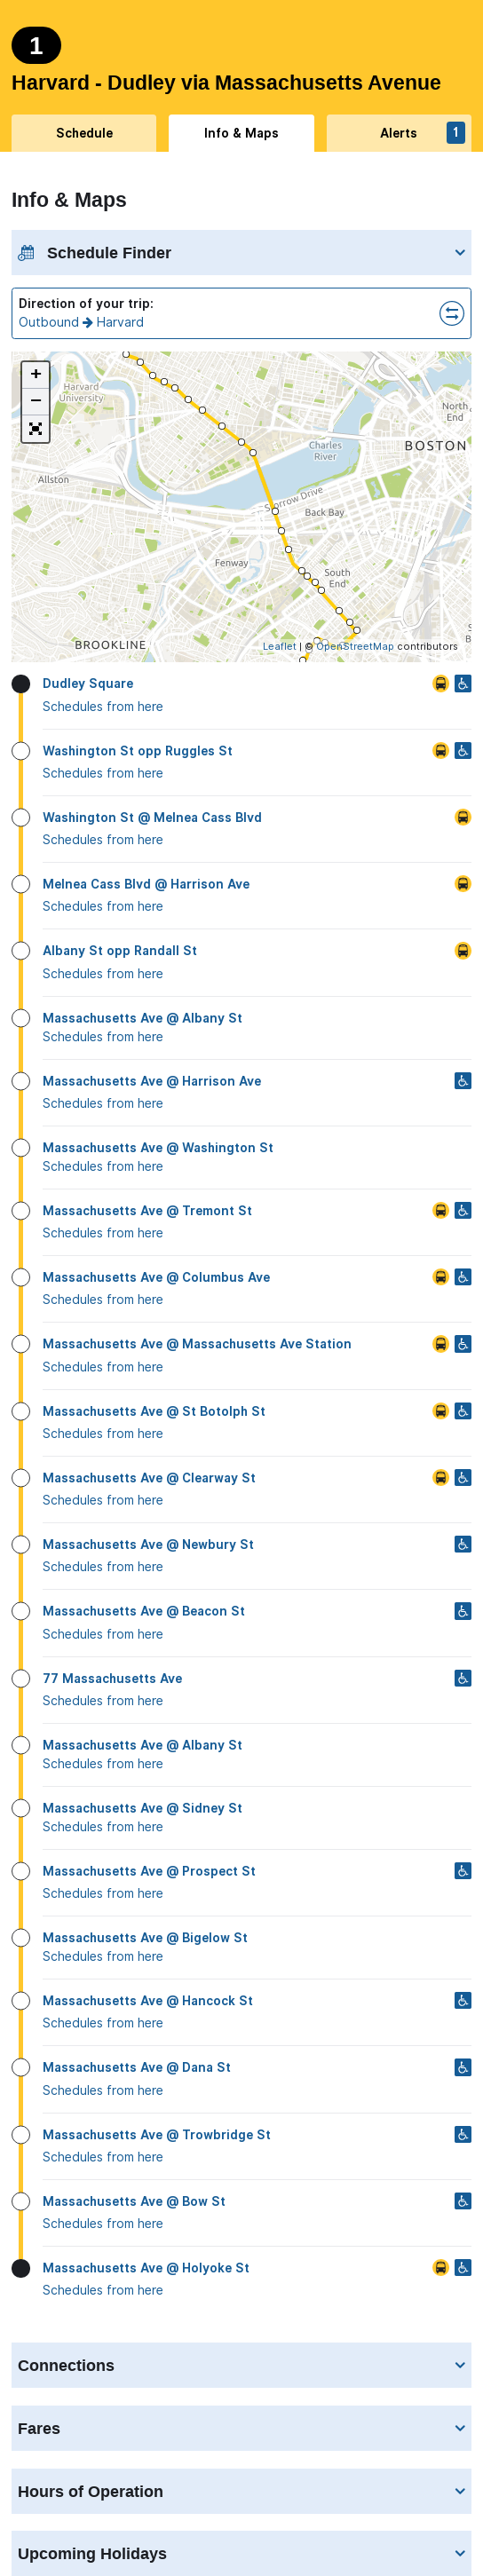 1
Harvard - Dudley via Massachusetts Avenue
Schedule
Info & Maps
Alerts
1
Info & Maps
Schedule Finder
Direction of your trip:
Outbound Harvard
+
−
Harvard University
North End
BOSTON
Charles River
Allston
Storrow Drive
Back Bay
Fenway
South End
BROOKLINE
Leaflet | © OpenStreetMap contributors
Dudley Square
Schedules from here
Washington St opp Ruggles St
Schedules from here
Washington St @ Melnea Cass Blvd
Schedules from here
Melnea Cass Blvd @ Harrison Ave
Schedules from here
Albany St opp Randall St
Schedules from here
Massachusetts Ave @ Albany St
Schedules from here
Massachusetts Ave @ Harrison Ave
Schedules from here
Massachusetts Ave @ Washington St
Schedules from here
Massachusetts Ave @ Tremont St
Schedules from here
Massachusetts Ave @ Columbus Ave
Schedules from here
Massachusetts Ave @ Massachusetts Ave Station
Schedules from here
Massachusetts Ave @ St Botolph St
Schedules from here
Massachusetts Ave @ Clearway St
Schedules from here
Massachusetts Ave @ Newbury St
Schedules from here
Massachusetts Ave @ Beacon St
Schedules from here
77 Massachusetts Ave
Schedules from here
Massachusetts Ave @ Albany St
Schedules from here
Massachusetts Ave @ Sidney St
Schedules from here
Massachusetts Ave @ Prospect St
Schedules from here
Massachusetts Ave @ Bigelow St
Schedules from here
Massachusetts Ave @ Hancock St
Schedules from here
Massachusetts Ave @ Dana St
Schedules from here
Massachusetts Ave @ Trowbridge St
Schedules from here
Massachusetts Ave @ Bow St
Schedules from here
Massachusetts Ave @ Holyoke St
Schedules from here
Connections
Fares
Hours of Operation
Upcoming Holidays